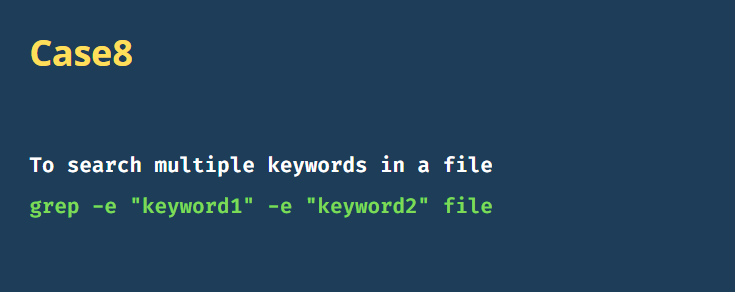 Case8
To search multiple keywords in a file
grep -e "keyword1" -e "keyword2" file